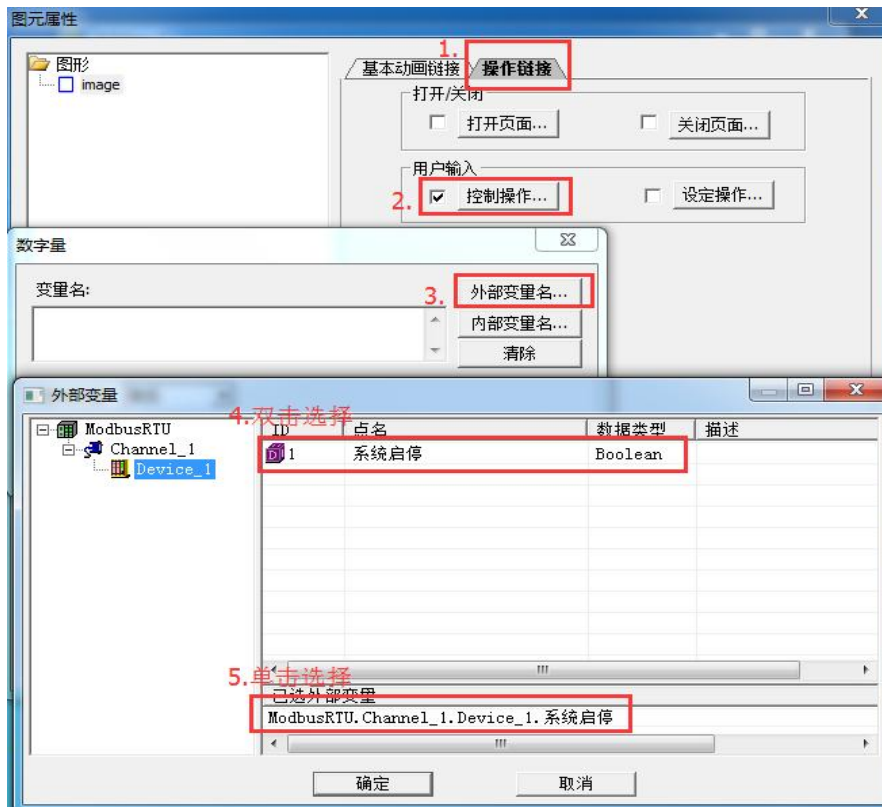 图元属性
图形
image
1.
基本动画链接
操作链接
打开/关闭
打开页面...
关闭页面...
用户输入
2.
控制操作...
设定操作...
数字量
变量名:
3.
外部变量名...
内部变量名...
清除
外部变量
4.双击选择
ModbusRTU
Channel_1
Device_1
ID 点名 数据类型 描述
1 系统启停 Boolean
5.单击选择
已选外部变量
ModbusRTU.Channel_1.Device_1.系统启停
确定 取消